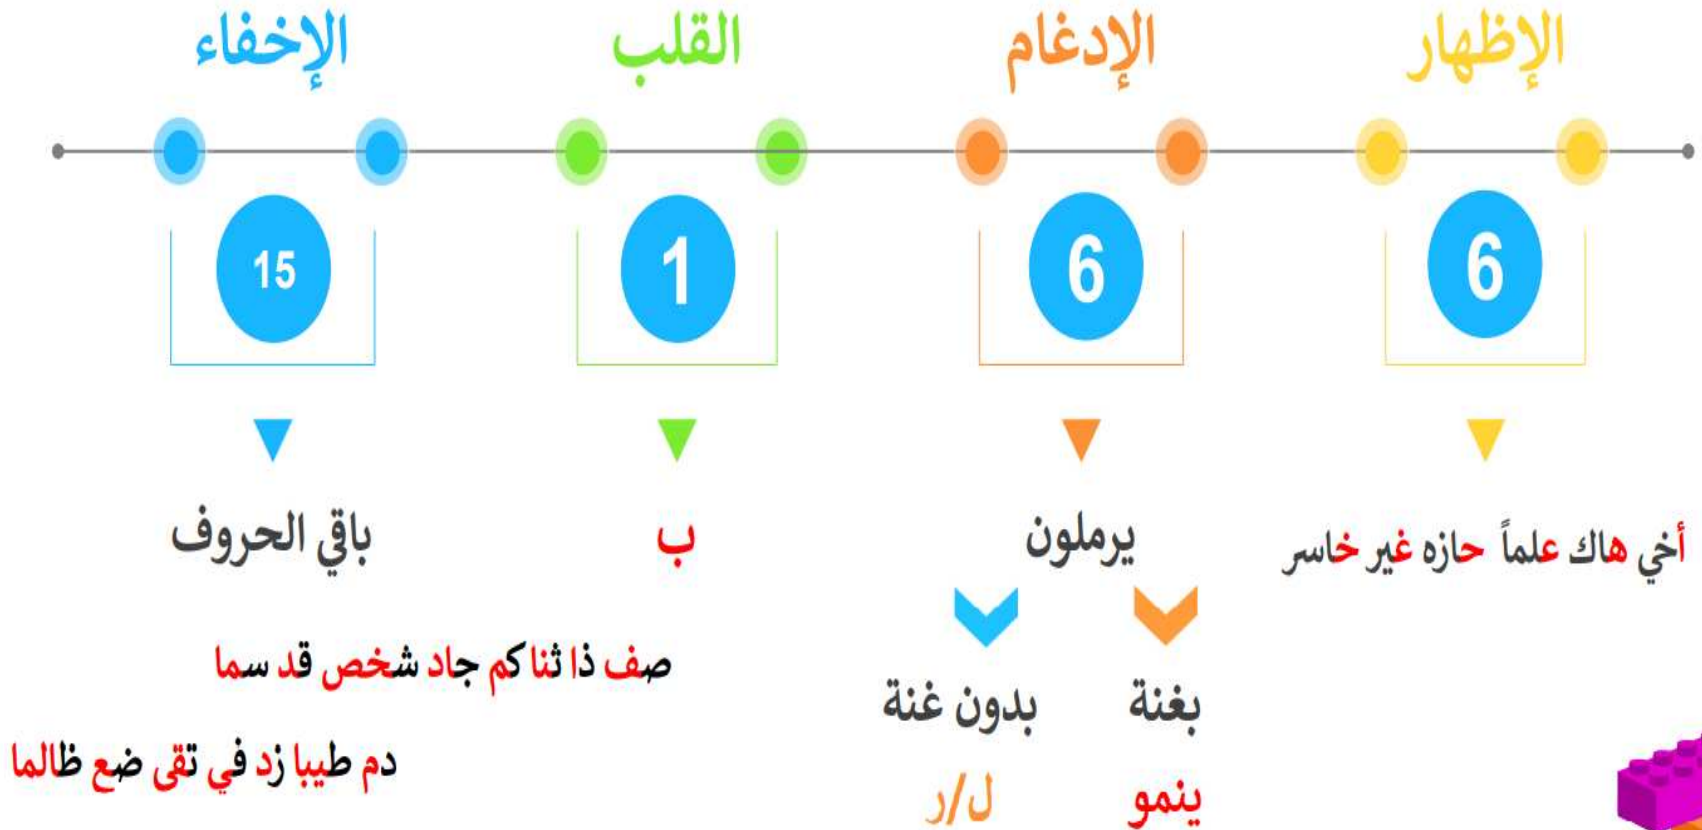 الإظهار
الإدغام
القلب
الإخفاء
6
6
1
15
أخي هاك علماً حازه غير خاسر
يرملون
ب
باقي الحروف
بغنة
بدون غنة
ينمو
ل/ر
صف ذا ثنا كم جاد شخص قد سما
دم طيبا زد في تقى ضع ظالما